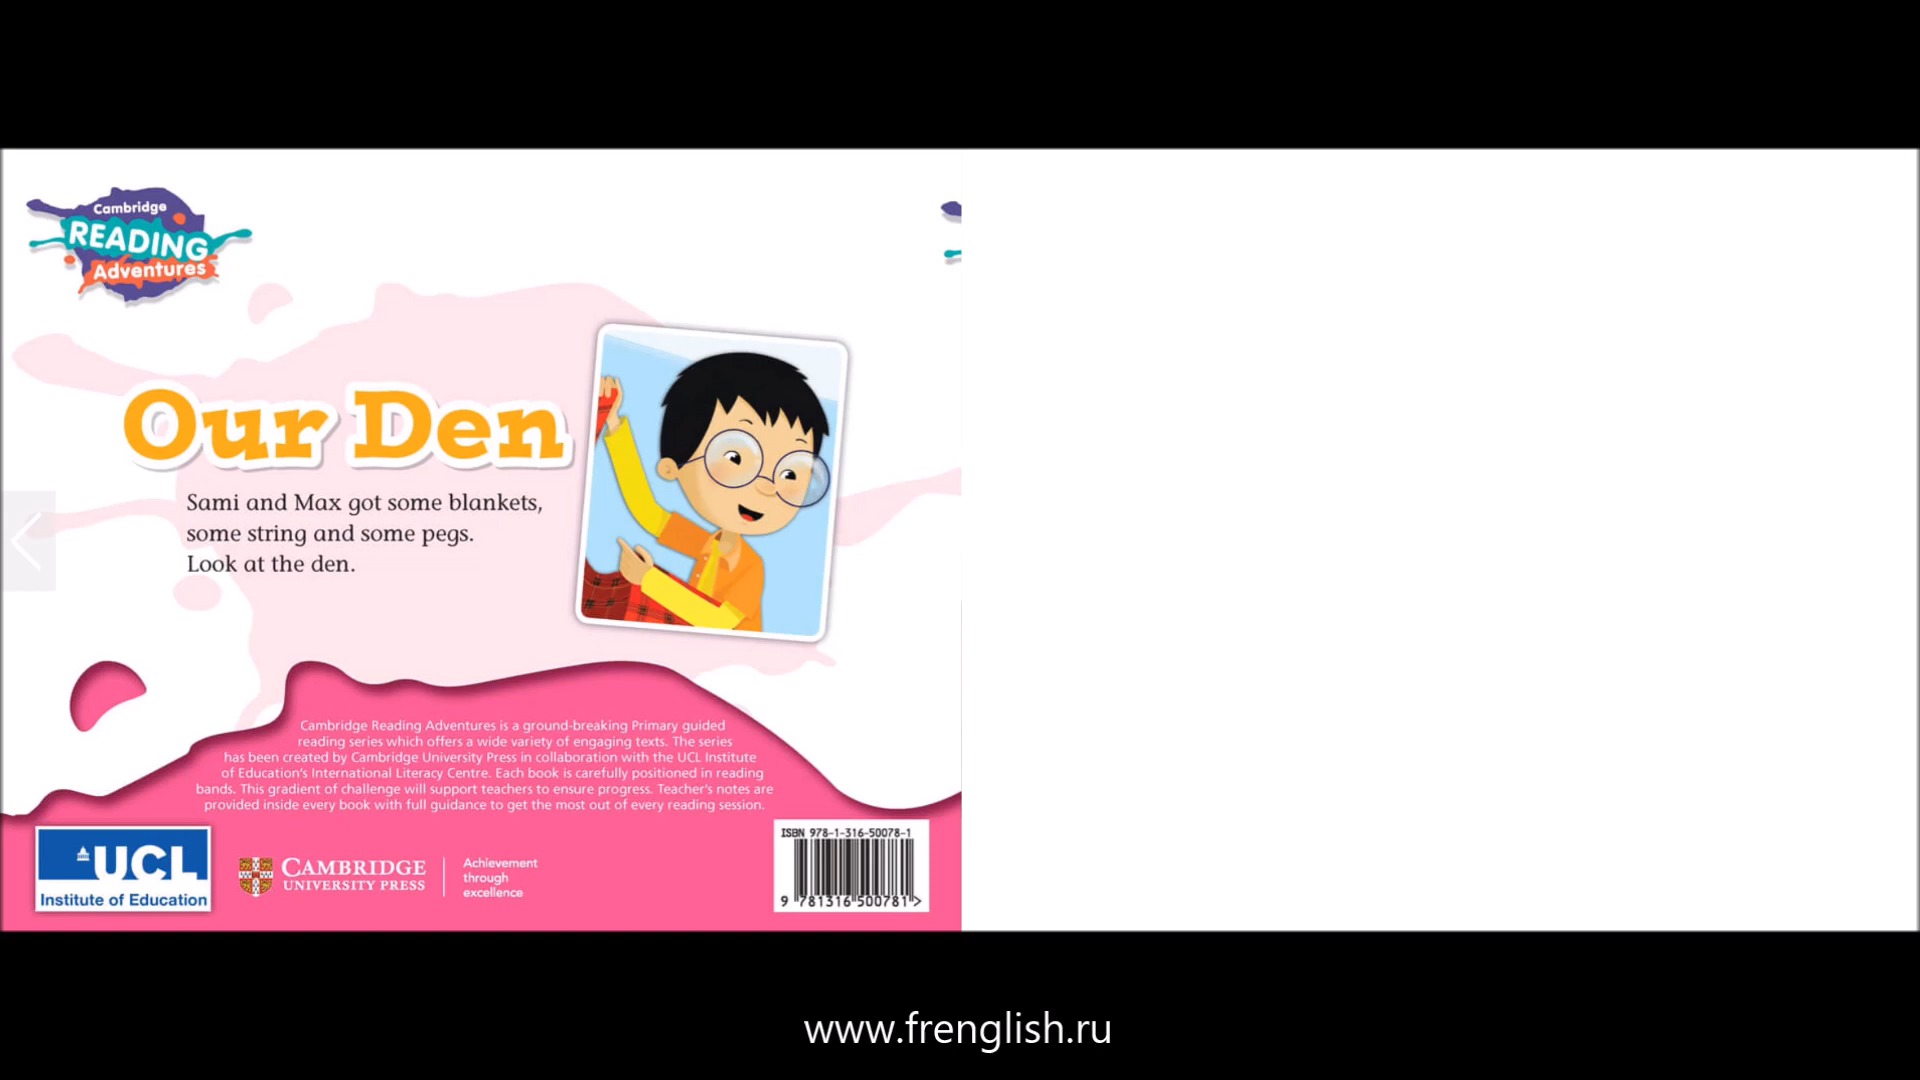 Cambridge
READING
Adventures
Our Den
Sami and Max got some blankets,
some string and some pegs.
Look at the den.
Cambridge Reading Adventures is a ground-breaking Primary guided
reading series which offers a wide variety of engaging texts. The series
has been created by Cambridge University Press in collaboration with the UCL Institute
of Education's International Literacy Centre. Each book is carefully positioned in reading
bands. This gradient of challenge will support teachers to ensure progress. Teacher's notes are
provided inside every book with full guidance to get the most out of every reading session.
UCL
Institute of Education
CAMBRIDGE
UNIVERSITY PRESS
Achievement
through
excellence
ISBN 978-1-316-50078-1
9 781316 500781 >
www.frenglish.ru